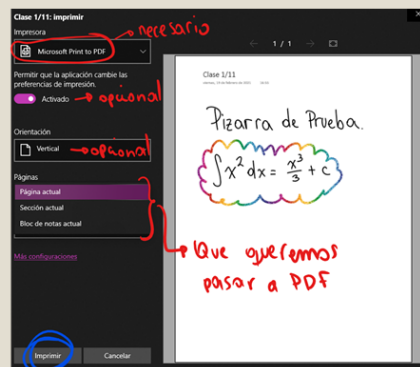 Clase 1/11: imprimir
Impresora
Microsoft Print to PDF
necesario
Permitir que la aplicación cambie las
preferencias de impresión.
Activado
opcional
Orientación
Vertical
opcional
Páginas
Página actual
Sección actual
Bloc de notas actual
Más configuraciones
Imprimir
Cancelar
1 / 1
Clase 1/11
Pizarra de Prueba.
∫x²dx = x³/3 + c
Que queremos
pasar a PDF